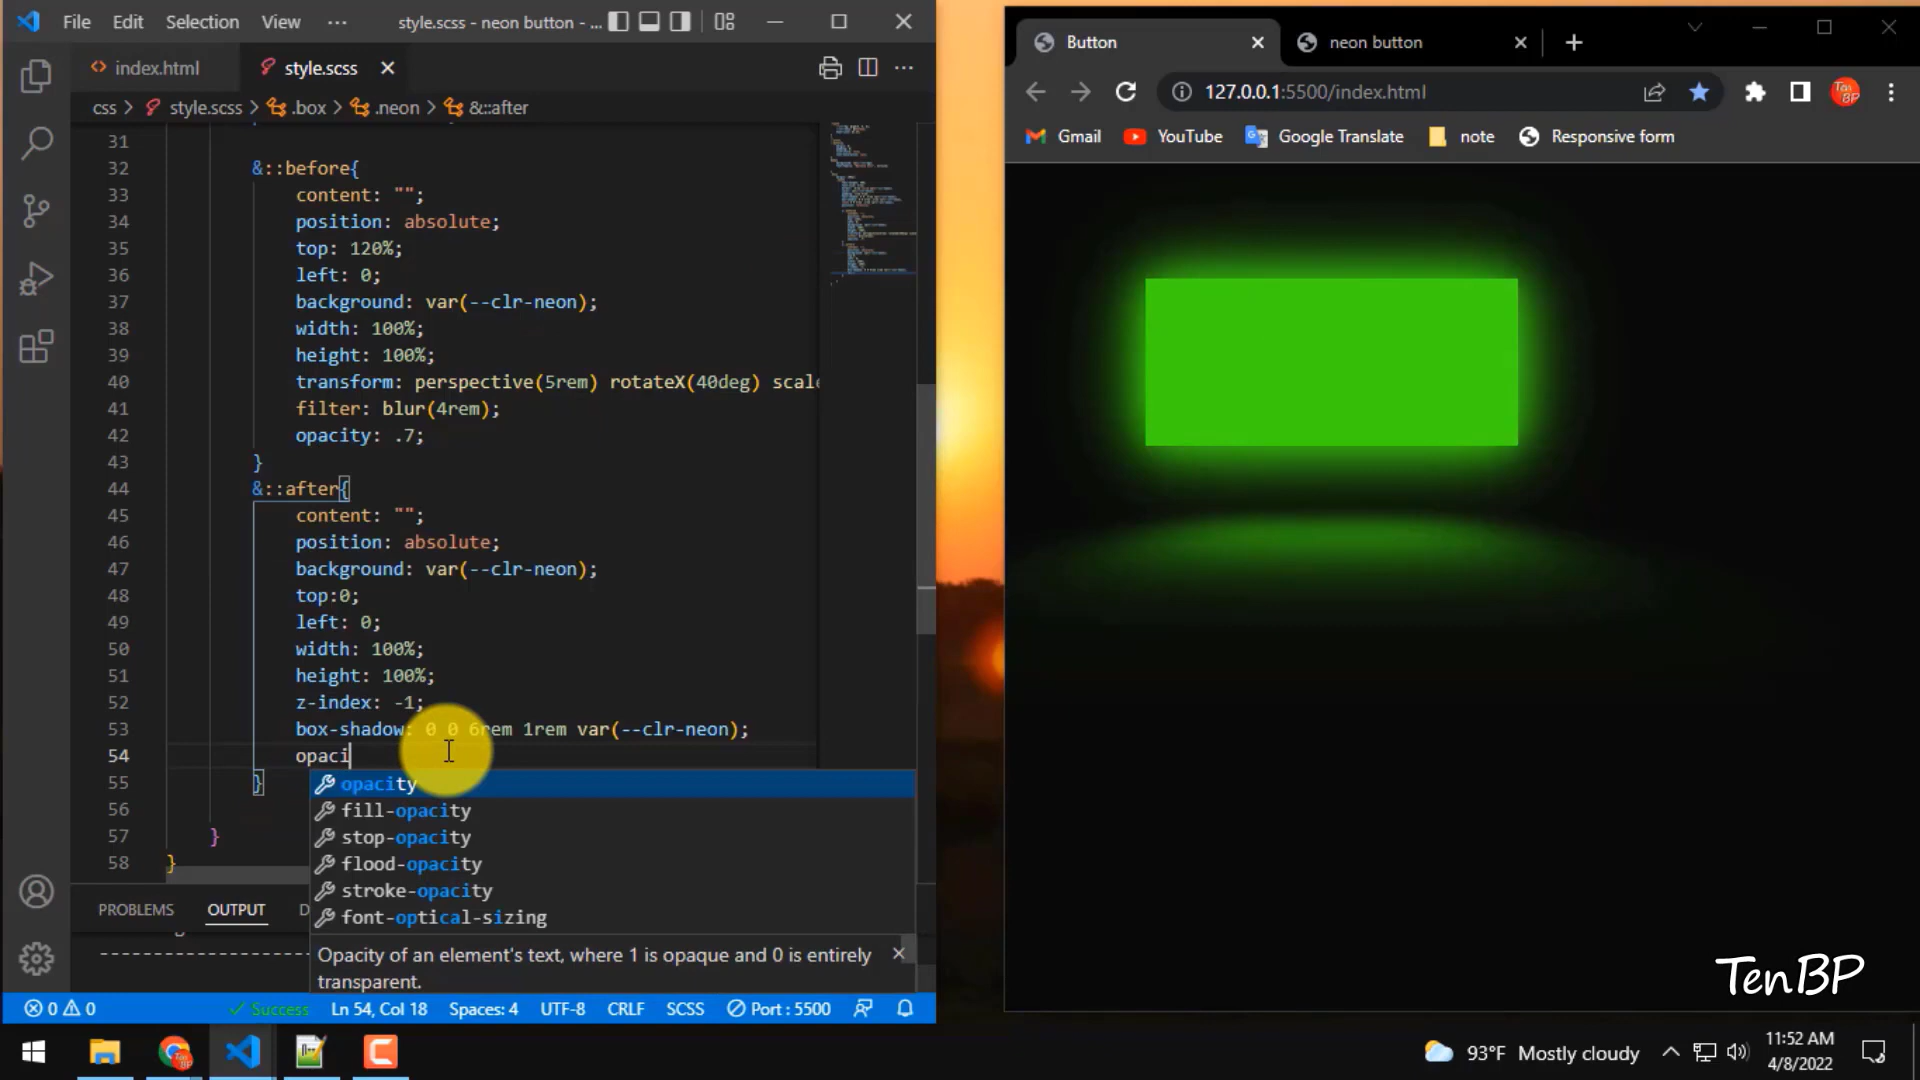 File Edit Selection View ··· style.scss - neon button - ...
index.html style.scss
css > style.scss > .box > .neon > &::after
31
32 &::before{
33 content: "";
34 position: absolute;
35 top: 120%;
36 left: 0;
37 background: var(--clr-neon);
38 width: 100%;
39 height: 100%;
40 transform: perspective(5rem) rotateX(40deg) scale
41 filter: blur(4rem);
42 opacity: .7;
43 }
44 &::after{
45 content: "";
46 position: absolute;
47 background: var(--clr-neon);
48 top:0;
49 left: 0;
50 width: 100%;
51 height: 100%;
52 z-index: -1;
53 box-shadow: 0 0 6rem 1rem var(--clr-neon);
54 opaci
55 }
56
57 }
58 }
opacity
fill-opacity
stop-opacity
flood-opacity
stroke-opacity
font-optical-sizing
Opacity of an element's text, where 1 is opaque and 0 is entirely
transparent.
PROBLEMS OUTPUT D
--------------------
0 0 Success Ln 54, Col 18 Spaces: 4 UTF-8 CRLF SCSS Port : 5500
Button neon button
127.0.0.1:5500/index.html
Gmail YouTube Google Translate note Responsive form
TenBP
93°F Mostly cloudy
11:52 AM
4/8/2022